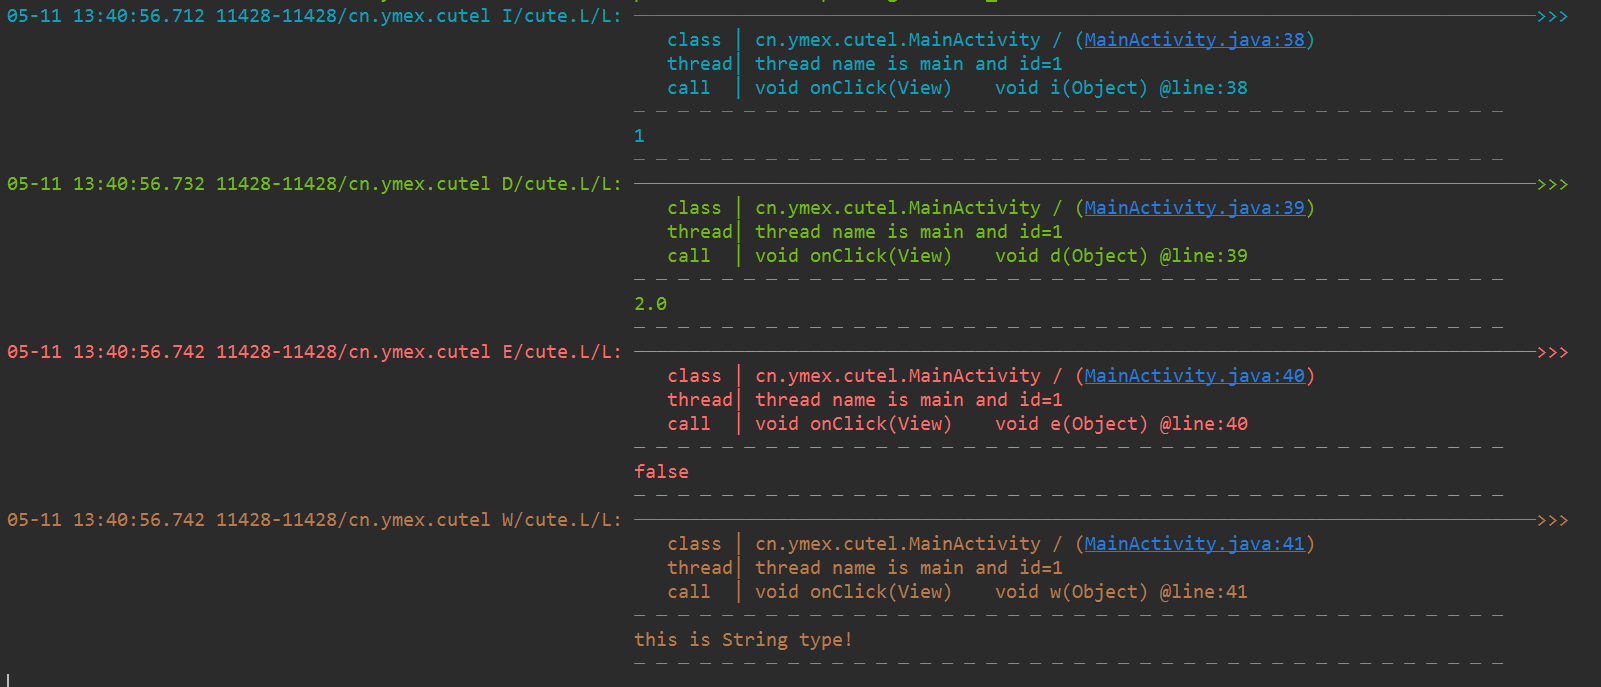 05-11 13:40:56.712 11428-11428/cn.ymex.cutel I/cute.L/L: ————————————————————>>>
class │ cn.ymex.cutel.MainActivity / (MainActivity.java:38)
thread│ thread name is main and id=1
call │ void onClick(View) void i(Object) @line:38
1
05-11 13:40:56.732 11428-11428/cn.ymex.cutel D/cute.L/L: ————————————————————>>>
class │ cn.ymex.cutel.MainActivity / (MainActivity.java:39)
thread│ thread name is main and id=1
call │ void onClick(View) void d(Object) @line:39
2.0
05-11 13:40:56.742 11428-11428/cn.ymex.cutel E/cute.L/L: ————————————————————>>>
class │ cn.ymex.cutel.MainActivity / (MainActivity.java:40)
thread│ thread name is main and id=1
call │ void onClick(View) void e(Object) @line:40
false
05-11 13:40:56.742 11428-11428/cn.ymex.cutel W/cute.L/L: ————————————————————>>>
class │ cn.ymex.cutel.MainActivity / (MainActivity.java:41)
thread│ thread name is main and id=1
call │ void onClick(View) void w(Object) @line:41
this is String type!